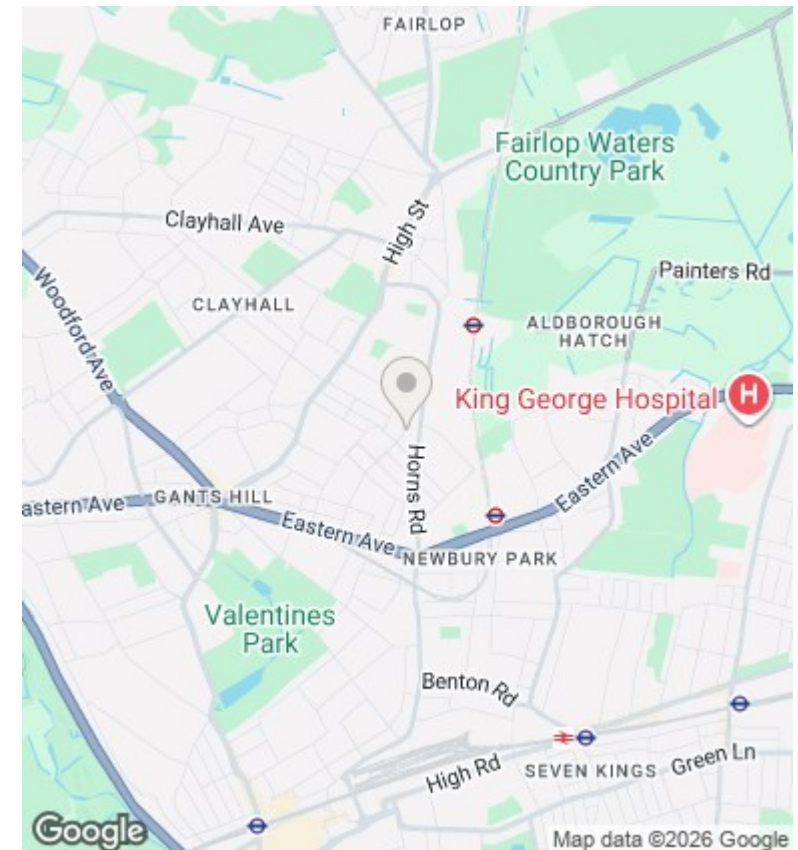 FAIRLOP
Fairlop Waters
Country Park
Clayhall Ave
High St
Painters Rd
CLAYHALL
ALDBOROUGH
HATCH
Woodford Ave
King George Hospital
H
Horns Rd
Eastern Ave
astern Ave
GANTS HILL
Eastern Ave
NEWBURY PARK
Valentines
Park
Benton Rd
High Rd
SEVEN KINGS
Green Ln
Google
Map data ©2026 Google